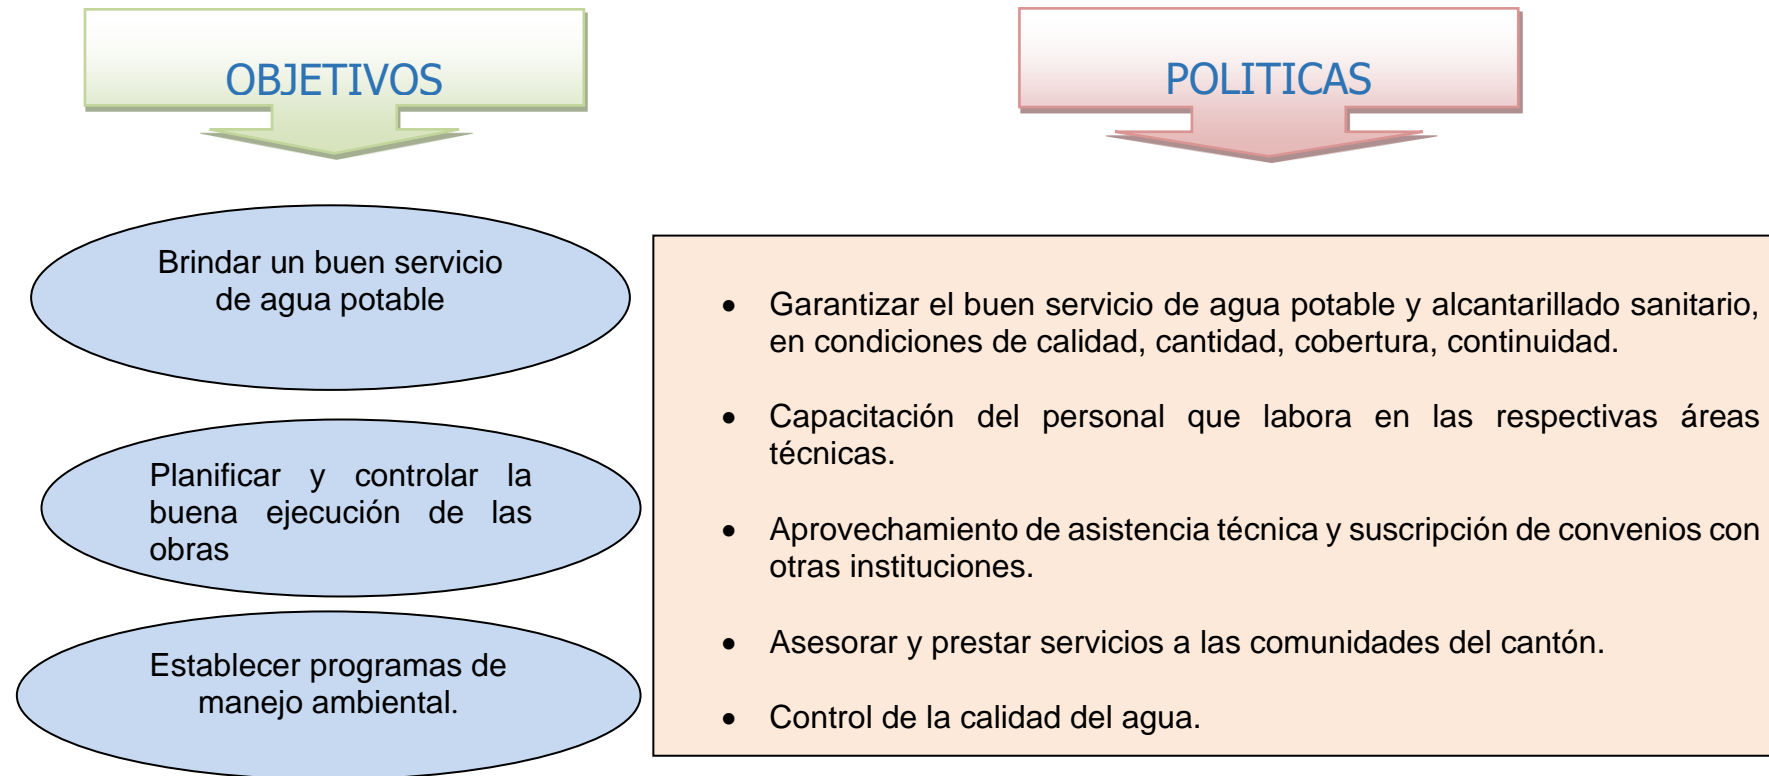 OBJETIVOS
Brindar un buen servicio
de agua potable
Planificar y controlar la
buena ejecución de las
obras
Establecer programas de
manejo ambiental.
POLITICAS
• Garantizar el buen servicio de agua potable y alcantarillado sanitario,
en condiciones de calidad, cantidad, cobertura, continuidad.
• Capacitación del personal que labora en las respectivas áreas
técnicas.
• Aprovechamiento de asistencia técnica y suscripción de convenios con
otras instituciones.
• Asesorar y prestar servicios a las comunidades del cantón.
• Control de la calidad del agua.